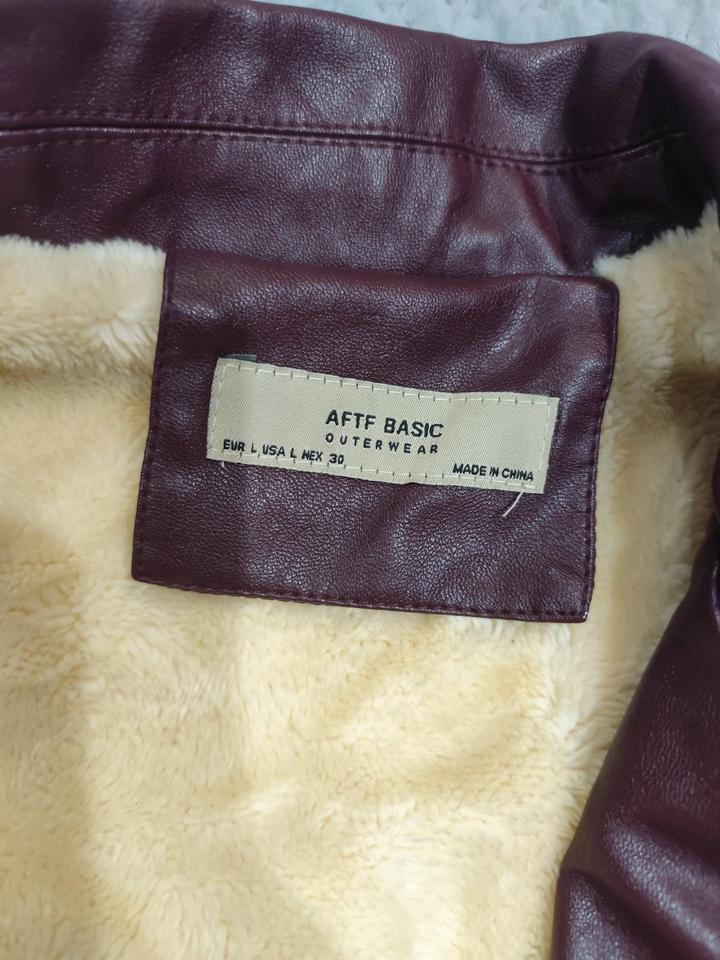 AFTF BASIC
OUTERWEAR
EUR L USA L MEX 30
MADE IN CHINA